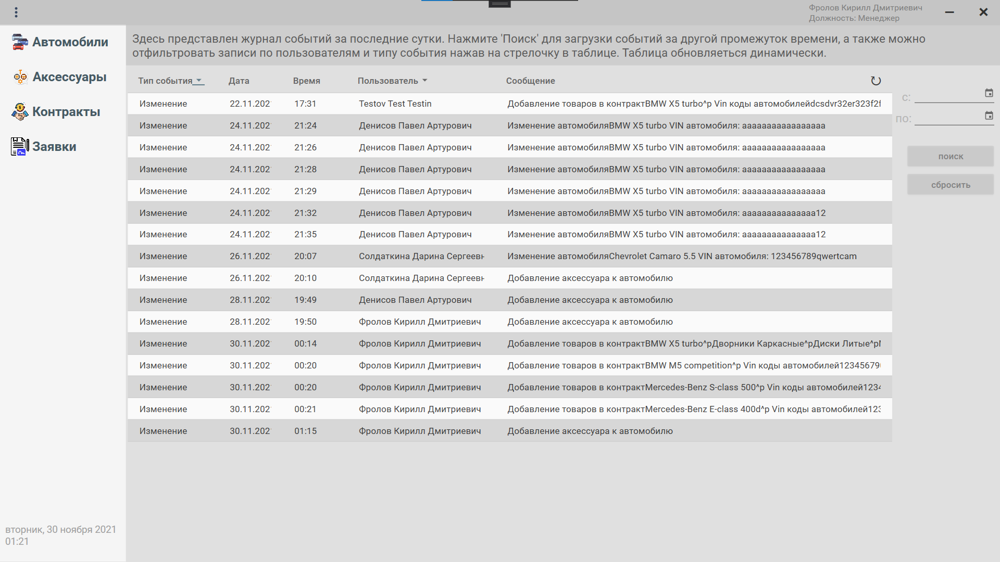 Фролов Кирилл Дмитриевич
Должность: Менеджер
Автомобили
Аксессуары
Контракты
Заявки
Здесь представлен журнал событий за последние сутки. Нажмите 'Поиск' для загрузки событий за другой промежуток времени, а также можно
отфильтровать записи по пользователям и типу события нажав на стрелочку в таблице. Таблица обновляеться динамически.
Тип события Дата Время Пользователь Сообщение
Изменение 22.11.202 17:31 Testov Test Testin Добавление товаров в контрактBMW X5 turbo^p Vin коды автомобилейdcsdvr32er323f2f
Изменение 24.11.202 21:24 Денисов Павел Артурович Изменение автомобиляBMW X5 turbo VIN автомобиля: aaaaaaaaaaaaaaaaa
Изменение 24.11.202 21:26 Денисов Павел Артурович Изменение автомобиляBMW X5 turbo VIN автомобиля: aaaaaaaaaaaaaaaaa
Изменение 24.11.202 21:28 Денисов Павел Артурович Изменение автомобиляBMW X5 turbo VIN автомобиля: aaaaaaaaaaaaaaaaa
Изменение 24.11.202 21:29 Денисов Павел Артурович Изменение автомобиляBMW X5 turbo VIN автомобиля: aaaaaaaaaaaaaaaaa
Изменение 24.11.202 21:32 Денисов Павел Артурович Изменение автомобиляBMW X5 turbo VIN автомобиля: aaaaaaaaaaaaaaa12
Изменение 24.11.202 21:35 Денисов Павел Артурович Изменение автомобиляBMW X5 turbo VIN автомобиля: aaaaaaaaaaaaaaa12
Изменение 26.11.202 20:07 Солдаткина Дарина Сергеевн Изменение автомобиляChevrolet Camaro 5.5 VIN автомобиля: 123456789qwertcam
Изменение 26.11.202 20:10 Солдаткина Дарина Сергеевн Добавление аксессуара к автомобилю
Изменение 28.11.202 19:49 Денисов Павел Артурович Добавление аксессуара к автомобилю
Изменение 28.11.202 19:50 Фролов Кирилл Дмитриевич Добавление аксессуара к автомобилю
Изменение 30.11.202 00:14 Фролов Кирилл Дмитриевич Добавление товаров в контрактBMW X5 turbo^pДворники Каркасные^pДиски Литые^p
Изменение 30.11.202 00:20 Фролов Кирилл Дмитриевич Добавление товаров в контрактBMW M5 competition^p Vin коды автомобилей12345679
Изменение 30.11.202 00:20 Фролов Кирилл Дмитриевич Добавление товаров в контрактMercedes-Benz S-class 500^p Vin коды автомобилей1234
Изменение 30.11.202 00:21 Фролов Кирилл Дмитриевич Добавление товаров в контрактMercedes-Benz E-class 400d^p Vin коды автомобилей123
Изменение 30.11.202 01:15 Фролов Кирилл Дмитриевич Добавление аксессуара к автомобилю
с:
по:
поиск
сбросить
вторник, 30 ноября 2021
01:21